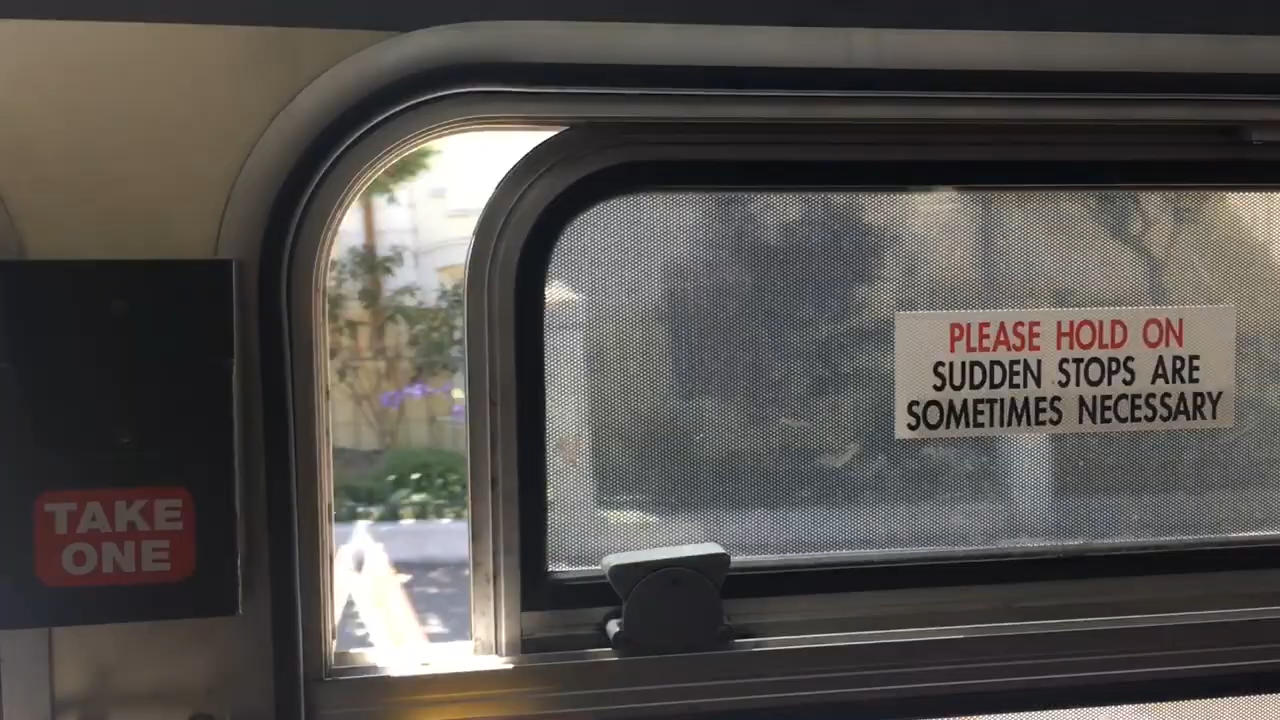 PLEASE HOLD ON
SUDDEN STOPS ARE
SOMETIMES NECESSARY
TAKE
ONE